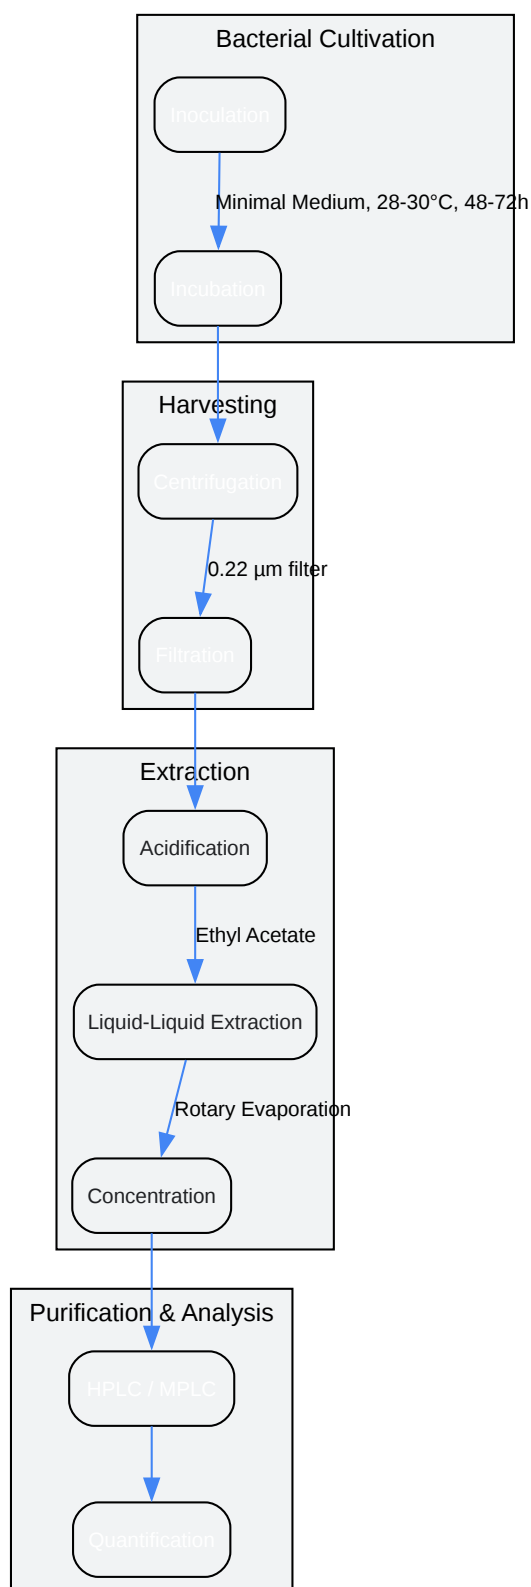 Bacterial Cultivation
Inoculation
Minimal Medium, 28-30°C, 48-72h
Incubation
Harvesting
Centrifugation
0.22 µm filter
Filtration
Extraction
Acidification
Ethyl Acetate
Liquid-Liquid Extraction
Rotary Evaporation
Concentration
Purification & Analysis
HPLC / MPLC
Quantification